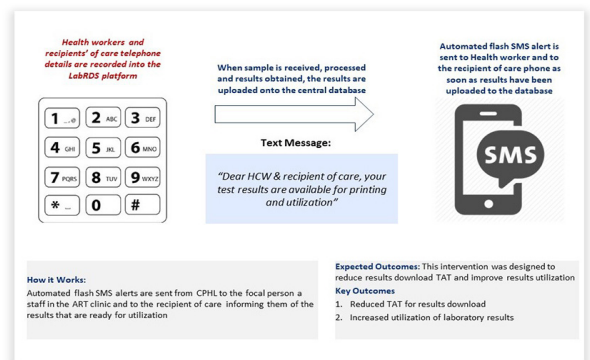 Health workers and
recipients' of care telephone
details are recorded into the
LabRDS platform
When sample is received, processed
and results obtained, the results are
uploaded onto the central database
Automated flash SMS alert is
sent to Health worker and to
the recipient of care phone as
soon as results have been
uploaded to the database
1 _.@ 2 ABC 3 DEF
4 GHI 5 JKL 6 MNO
7 PQRS 8 TUV 9 WXYZ
* _ 0 #
Text Message:
"Dear HCW & recipient of care, your
test results are available for printing
and utilization"
SMS
How it Works:
Automated flash SMS alerts are sent from CPHL to the focal person a
staff in the ART clinic and to the recipient of care informing them of the
results that are ready for utilization
Expected Outcomes: This intervention was designed to
reduce results download TAT and improve results utilization
Key Outcomes
1. Reduced TAT for results download
2. Increased utilization of laboratory results